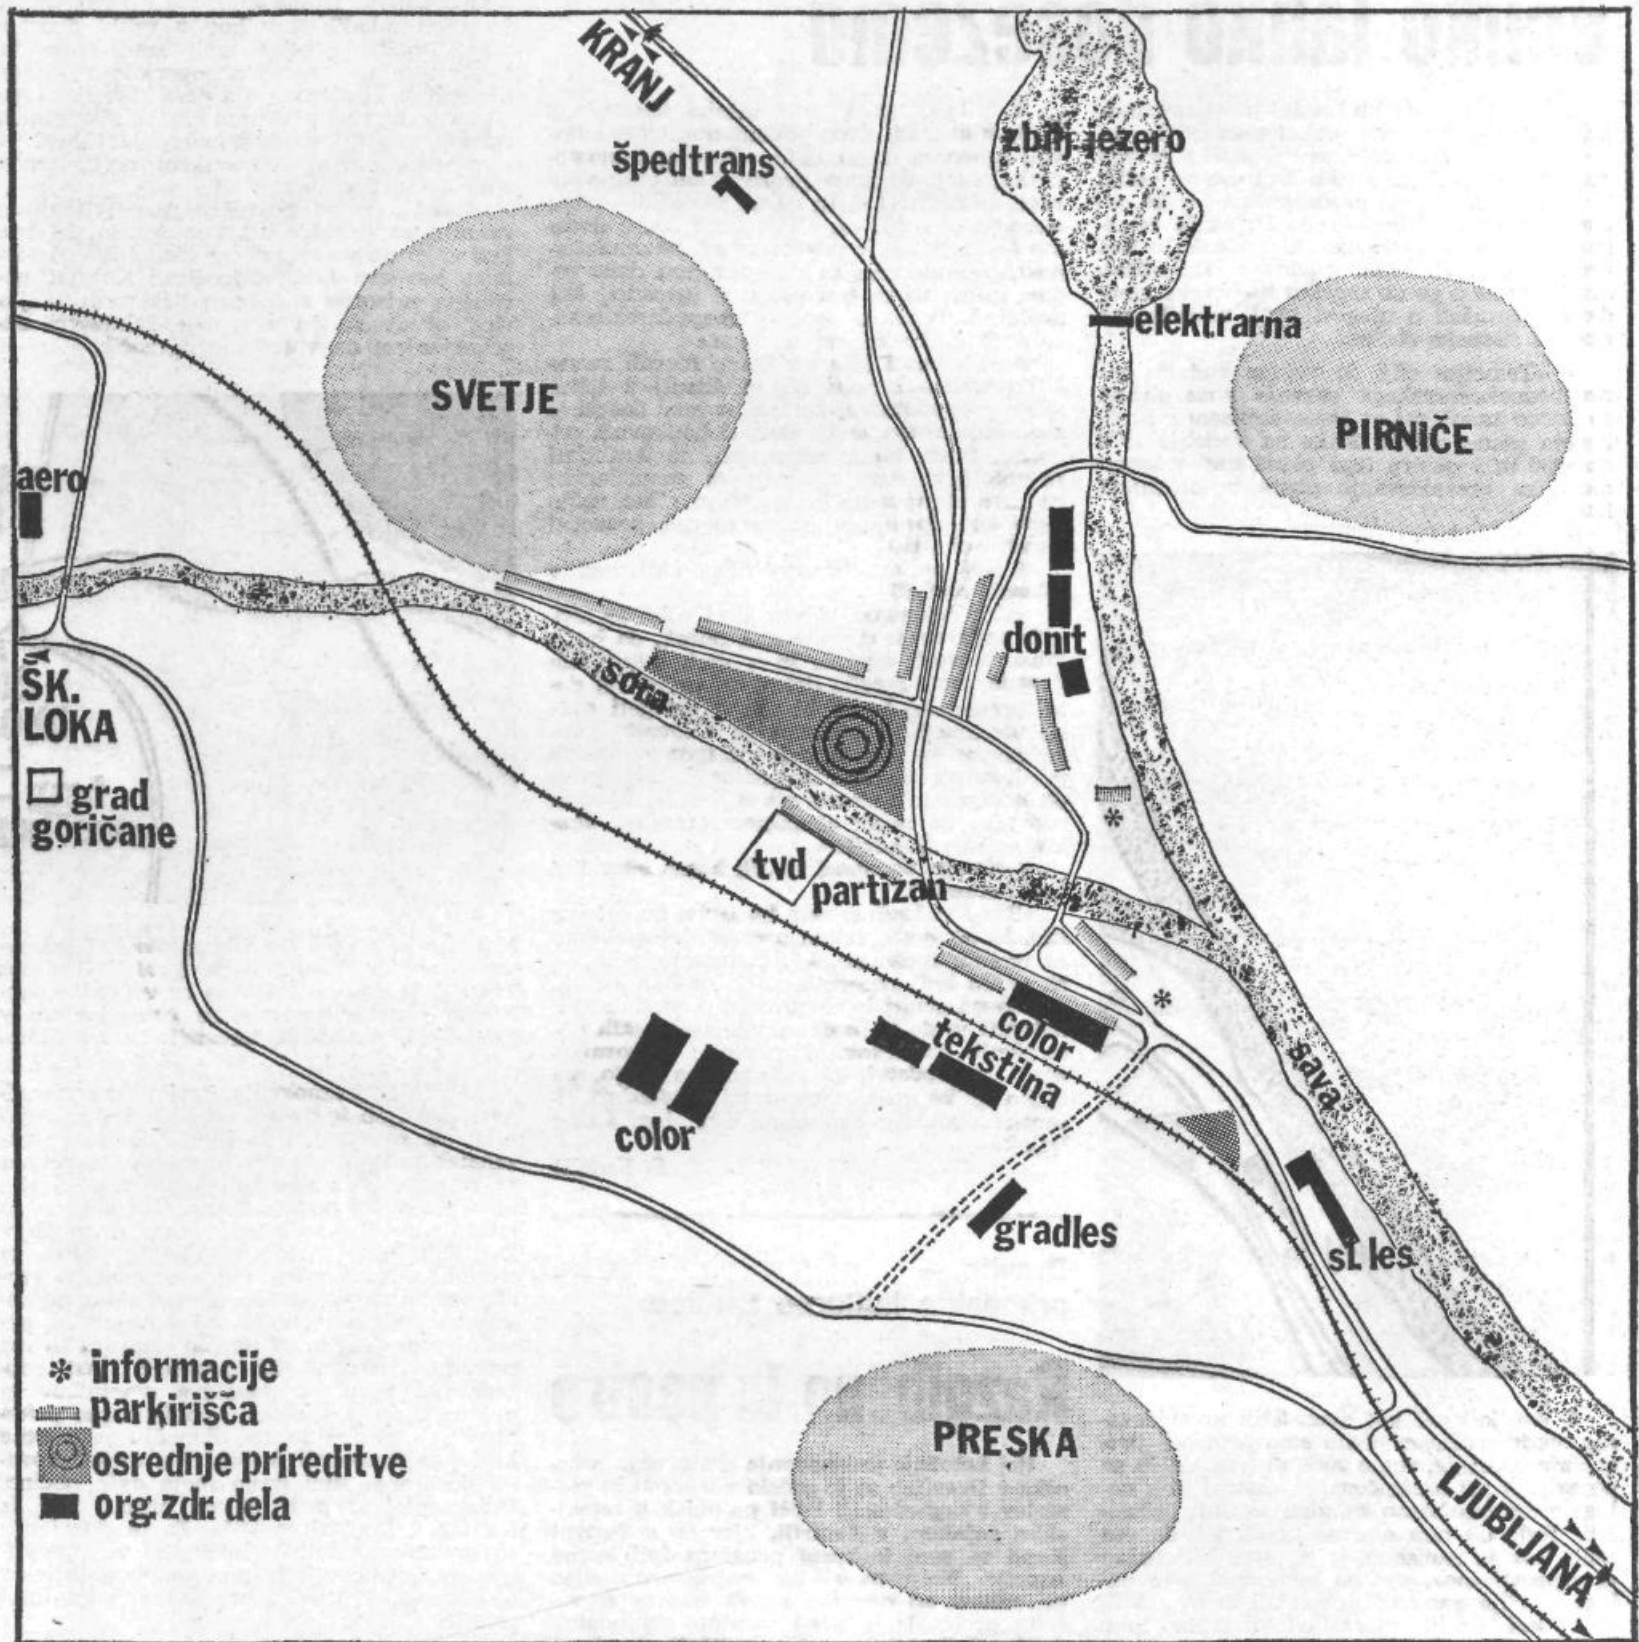 KRANJ
špedtrans
zbilj. jezero
elektrarna
SVETJE
PIRNIČE
aero
donit
sora
ŠK.
LOKA
grad
goričane
tvd
partizan
color
tekstilna
color
sava
gradles
sl. les
* informacije
parkirišča
osrednje prireditve
org. zdr. dela
PRESKA
LJUBLJANA